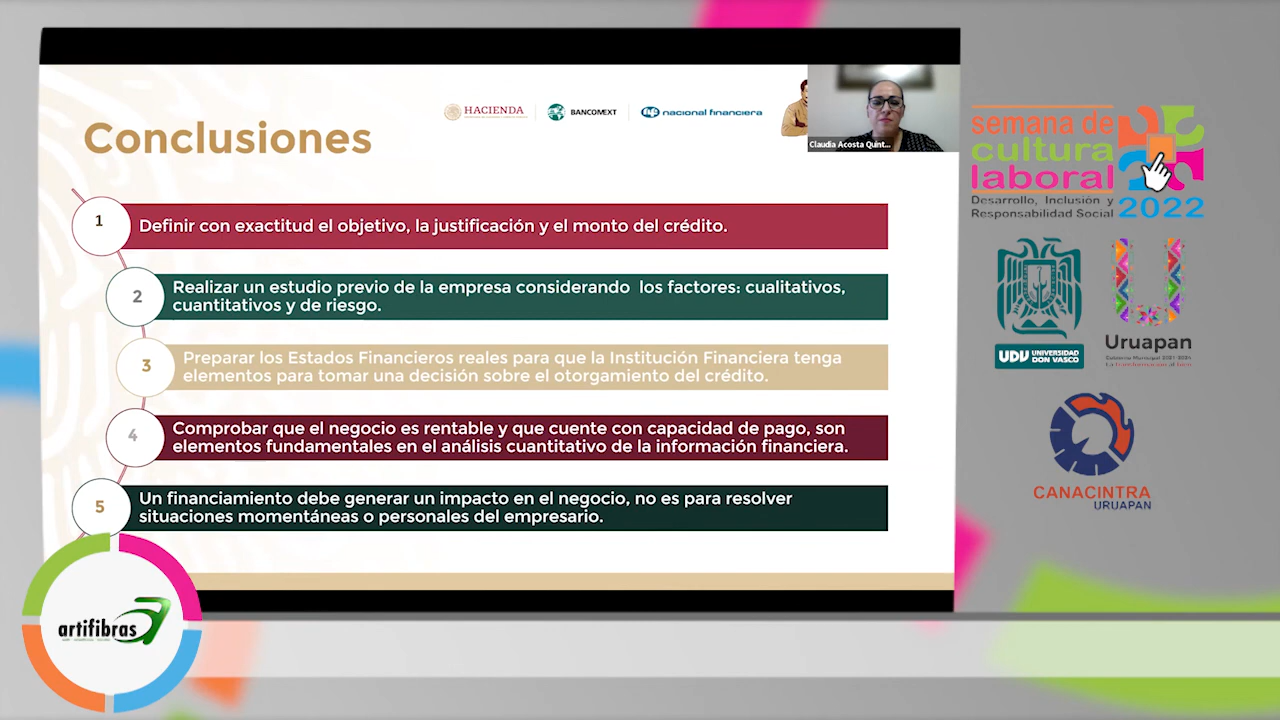 HACIENDA
BANCOMEXT
nacional financiera
Claudia Acosta Quint...
Conclusiones
1
Definir con exactitud el objetivo, la justificación y el monto del crédito.
2
Realizar un estudio previo de la empresa considerando los factores: cualitativos,
cuantitativos y de riesgo.
3
Preparar los Estados Financieros reales para que la Institución Financiera tenga
elementos para tomar una decisión sobre el otorgamiento del crédito.
4
Comprobar que el negocio es rentable y que cuente con capacidad de pago, son
elementos fundamentales en el análisis cuantitativo de la información financiera.
5
Un financiamiento debe generar un impacto en el negocio, no es para resolver
situaciones momentáneas o personales del empresario.
artifibras
semana de
cultura
laboral
Desarrollo, Inclusión y
Responsabilidad Social
2022
UDV UNIVERSIDAD
DON VASCO
Uruapan
Gobierno Municipal 2021-2024
CANACINTRA
URUAPAN